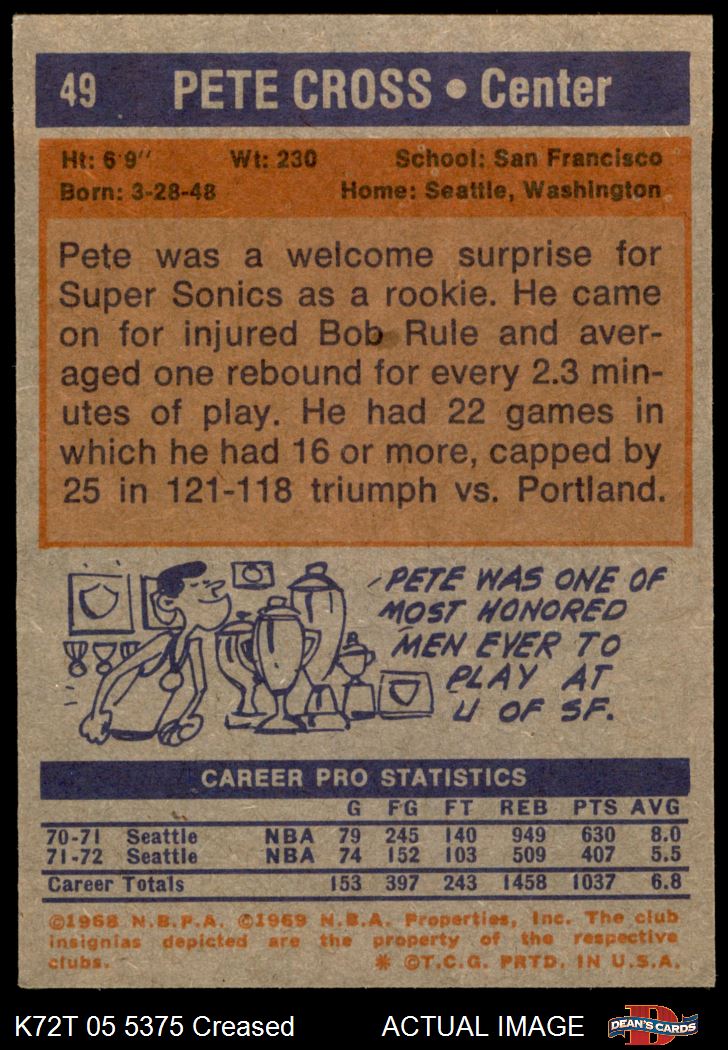 49 PETE CROSS • Center
Ht: 6'9" Wt: 230 School: San Francisco
Born: 3-28-48 Home: Seattle, Washington
Pete was a welcome surprise for
Super Sonics as a rookie. He came
on for injured Bob Rule and aver-
aged one rebound for every 2.3 min-
utes of play. He had 22 games in
which he had 16 or more, capped by
25 in 121-118 triumph vs. Portland.
PETE WAS ONE OF
MOST HONORED
MEN EVER TO
PLAY AT
U OF SF.
CAREER PRO STATISTICS
G FG FT REB PTS AVG
70-71 Seattle NBA 79 245 140 949 630 8.0
71-72 Seattle NBA 74 152 103 509 407 5.5
Career Totals 153 397 243 1458 1037 6.8
©1968 N.B.P.A. ©1969 N.B.A. Properties, Inc. The club
insignias depicted are the property of the respective
clubs. * ©T.C.G. PRTD. IN U.S.A.
K72T 05 5375 Creased ACTUAL IMAGE
D
DEAN'S CARDS